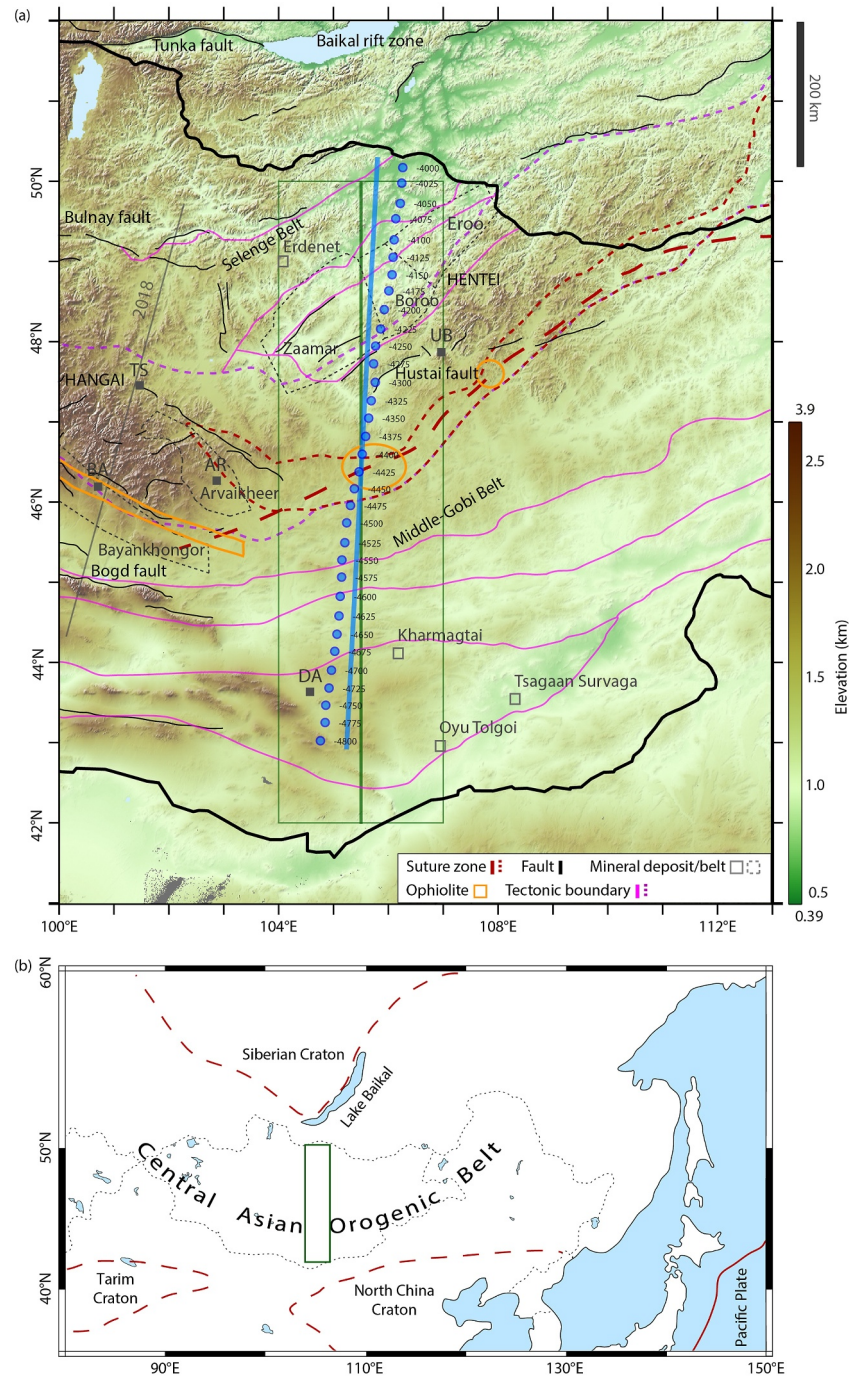 (a)
Tunka fault
Baikal rift zone
200 km
50°N
-4000
-4025
-4050
-4075
Bulnay fault
Eroo
Selenge Belt
-4100
Erdenet
-4125
-4150
HENTEI
-4175
2018
Boroo
-4200
-4225
UB
48°N
Zaamar
-4250
-4275
TS
HANGAI
Hustai fault
-4300
-4325
-4350
3.9
-4375
-4400
2.5
BA
AR
-4425
Arvaikheer
-4450
46°N
-4475
Middle-Gobi Belt
-4500
-4525
Bayankhongor
-4550
Bogd fault
-4575
2.0
-4600
-4625
Elevation (km)
-4650
Kharmagtai
44°N
-4675
1.5
DA
-4700
Tsagaan Survaga
-4725
-4750
Oyu Tolgoi
-4775
-4800
1.0
42°N
Suture zone Fault Mineral deposit/belt
Ophiolite Tectonic boundary
0.5
0.39
100°E 104°E 108°E 112°E
(b)
60°N
Siberian Craton
Lake Baikal
50°N
Central Asian Orogenic Belt
40°N
Tarim
Craton
North China
Craton
Pacific Plate
90°E 110°E 130°E 150°E